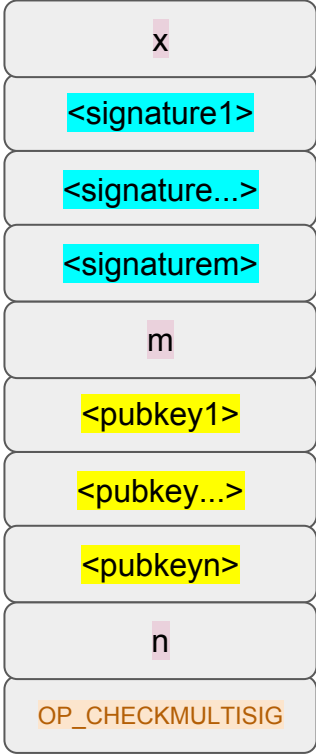 x
<signature1>
<signature...>
<signaturem>
m
<pubkey1>
<pubkey...>
<pubkeyn>
n
OP_CHECKMULTISIG